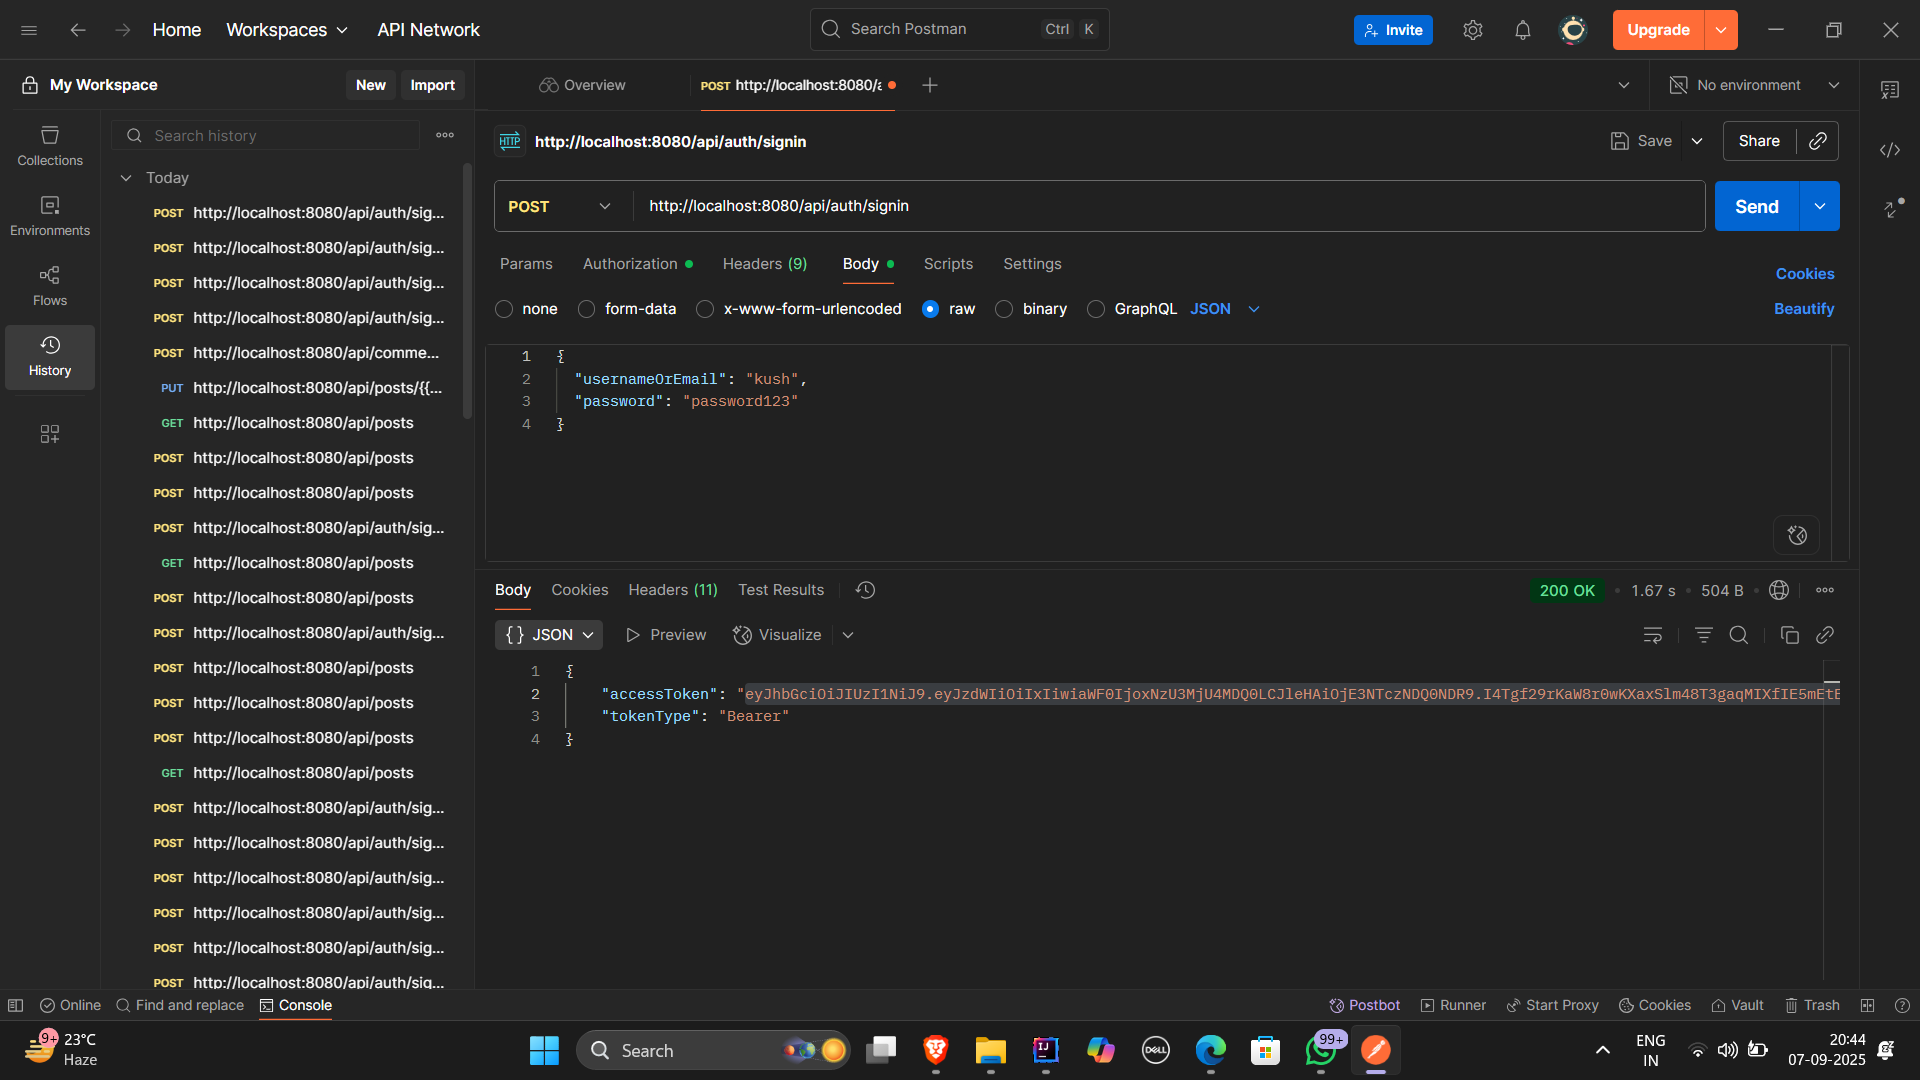 Home
Workspaces
API Network
Search Postman
Ctrl K
Invite
Upgrade
My Workspace
New
Import
Overview
POST http://localhost:8080/a
No environment
Collections
Environments
Flows
History
Search history
Today
POST http://localhost:8080/api/auth/sig...
POST http://localhost:8080/api/auth/sig...
POST http://localhost:8080/api/auth/sig...
POST http://localhost:8080/api/auth/sig...
POST http://localhost:8080/api/comme...
PUT http://localhost:8080/api/posts/{{...
GET http://localhost:8080/api/posts
POST http://localhost:8080/api/posts
POST http://localhost:8080/api/posts
POST http://localhost:8080/api/auth/sig...
GET http://localhost:8080/api/posts
POST http://localhost:8080/api/posts
POST http://localhost:8080/api/auth/sig...
POST http://localhost:8080/api/posts
POST http://localhost:8080/api/posts
POST http://localhost:8080/api/posts
GET http://localhost:8080/api/posts
POST http://localhost:8080/api/auth/sig...
POST http://localhost:8080/api/auth/sig...
POST http://localhost:8080/api/auth/sig...
POST http://localhost:8080/api/auth/sig...
POST http://localhost:8080/api/auth/sig...
POST http://localhost:8080/api/auth/sig...
HTTP http://localhost:8080/api/auth/signin
Save
Share
POST http://localhost:8080/api/auth/signin
Send
Params Authorization Headers (9) Body Scripts Settings
Cookies
none form-data x-www-form-urlencoded raw binary GraphQL JSON
Beautify
1 {
2 "usernameOrEmail": "kush",
3 "password": "password123"
4 }
Body Cookies Headers (11) Test Results
200 OK 1.67 s 504 B
{} JSON Preview Visualize
1 {
2 "accessToken": "eyJhbGciOiJIUzI1NiJ9.eyJzdWIiOiIxIiwiaWF0IjoxNzU3MjU4MDQ0LCJleHAiOjE3NTczNDQ0NDR9.I4Tgf29rKaW8r0wKXaxSlm48T3gaqMIXfIE5mEtE
3 "tokenType": "Bearer"
4 }
Online Find and replace Console
Postbot Runner Start Proxy Cookies Vault Trash
9+ 23°C
Haze
Search
IJ
DELL
99+
ENG
IN
20:44
07-09-2025